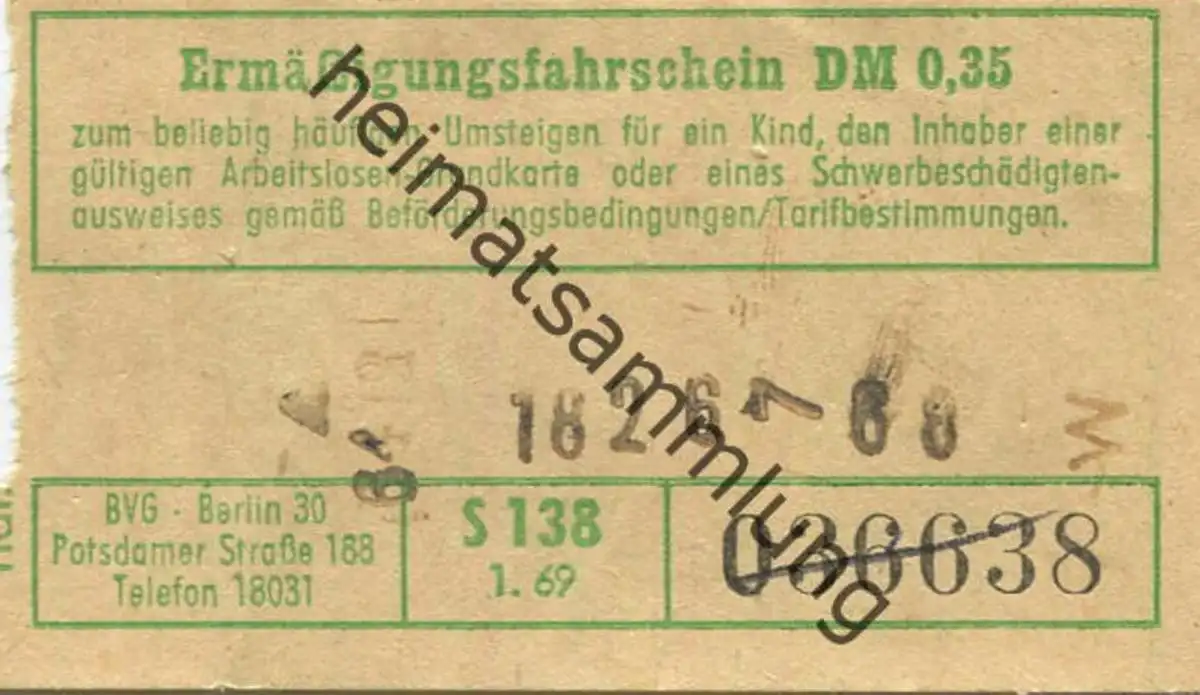 Ermäßigungsfahrschein DM 0,35
zum beliebig häufigen Umsteigen für ein Kind, den Inhaber einer
gültigen Arbeitslosen-Stundkarte oder eines Schwerbeschädigten-
ausweises gemäß Beförderungsbedingungen/Tarifbestimmungen.
heimatsammlung
BVG - Berlin 30
Potsdamer Straße 188
Telefon 18031
S 138
1. 69
036638